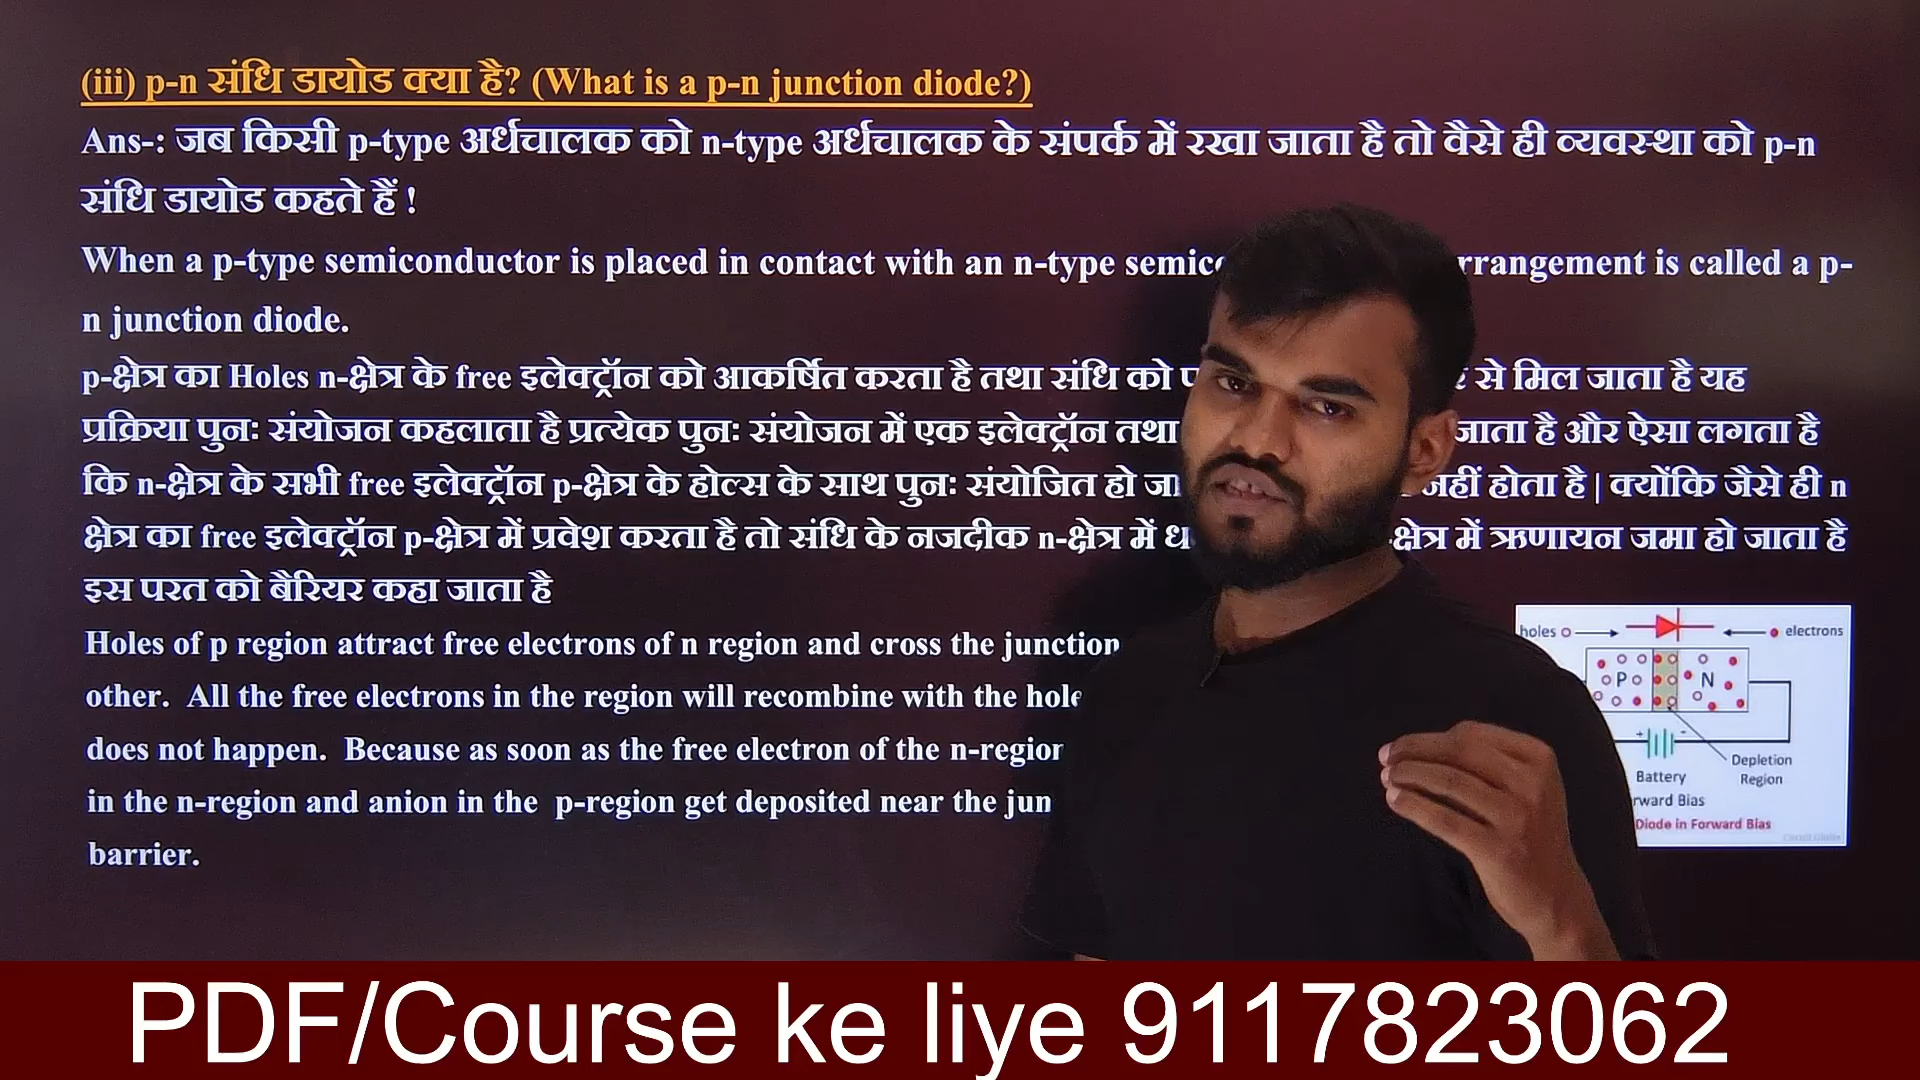 (iii) p-n संधि डायोड क्या है? (What is a p-n junction diode?)
Ans-: जब किसी p-type अर्धचालक को n-type अर्धचालक के संपर्क में रखा जाता है तो वैसे ही व्यवस्था को p-n
संधि डायोड कहते हैं !
When a p-type semiconductor is placed in contact with an n-type is called a p-
n junction diode.
p-क्षेत्र का Holes n-क्षेत्र के free इलेक्ट्रॉन को आकर्षित करता है तथा संधि को से मिल जाता है यह
प्रक्रिया पुनः संयोजन कहलाता है प्रत्येक पुनः संयोजन में एक इलेक्ट्रॉन तथा जाता है और ऐसा लगता है
कि n-क्षेत्र के सभी free इलेक्ट्रॉन p-क्षेत्र के होल्स के साथ पुनः संयोजित हो नहीं होता है | क्योंकि जैसे ही n
क्षेत्र का free इलेक्ट्रॉन p-क्षेत्र में प्रवेश करता है तो संधि के नजदीक n-क्षेत्र में -क्षेत्र में ऋणायन जमा हो जाता है
इस परत को बैरियर कहा जाता है
Holes of p region attract free electrons of n region and cross the junction
other. All the free electrons in the region will recombine with the
does not happen. Because as soon as the free electron of the
in the n-region and anion in the p-region get deposited near the
barrier.
holes electrons
P N
+ -
Depletion
Region
Battery
Bias
Diode in Forward Bias
PDF/Course ke liye 9117823062